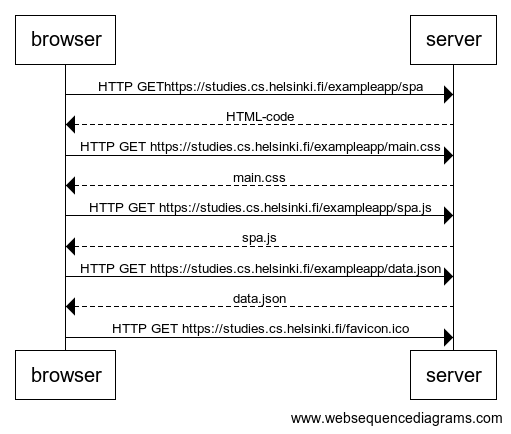 browser server
HTTP GEThttps://studies.cs.helsinki.fi/exampleapp/spa
HTML-code
HTTP GET https://studies.cs.helsinki.fi/exampleapp/main.css
main.css
HTTP GET https://studies.cs.helsinki.fi/exampleapp/spa.js
spa.js
HTTP GET https://studies.cs.helsinki.fi/exampleapp/data.json
data.json
HTTP GET https://studies.cs.helsinki.fi/favicon.ico
browser server
www.websequencediagrams.com